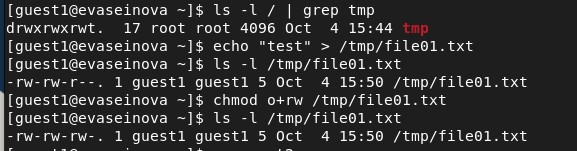 [guest1@evaseinova ~]$ ls -l / | grep tmp
drwxrwxrwt.  17 root root 4096 Oct  4 15:44 tmp
[guest1@evaseinova ~]$ echo "test" > /tmp/file01.txt
[guest1@evaseinova ~]$ ls -l /tmp/file01.txt
-rw-rw-r--. 1 guest1 guest1 5 Oct  4 15:50 /tmp/file01.txt
[guest1@evaseinova ~]$ chmod o+rw /tmp/file01.txt
[guest1@evaseinova ~]$ ls -l /tmp/file01.txt
-rw-rw-rw-. 1 guest1 guest1 5 Oct  4 15:50 /tmp/file01.txt